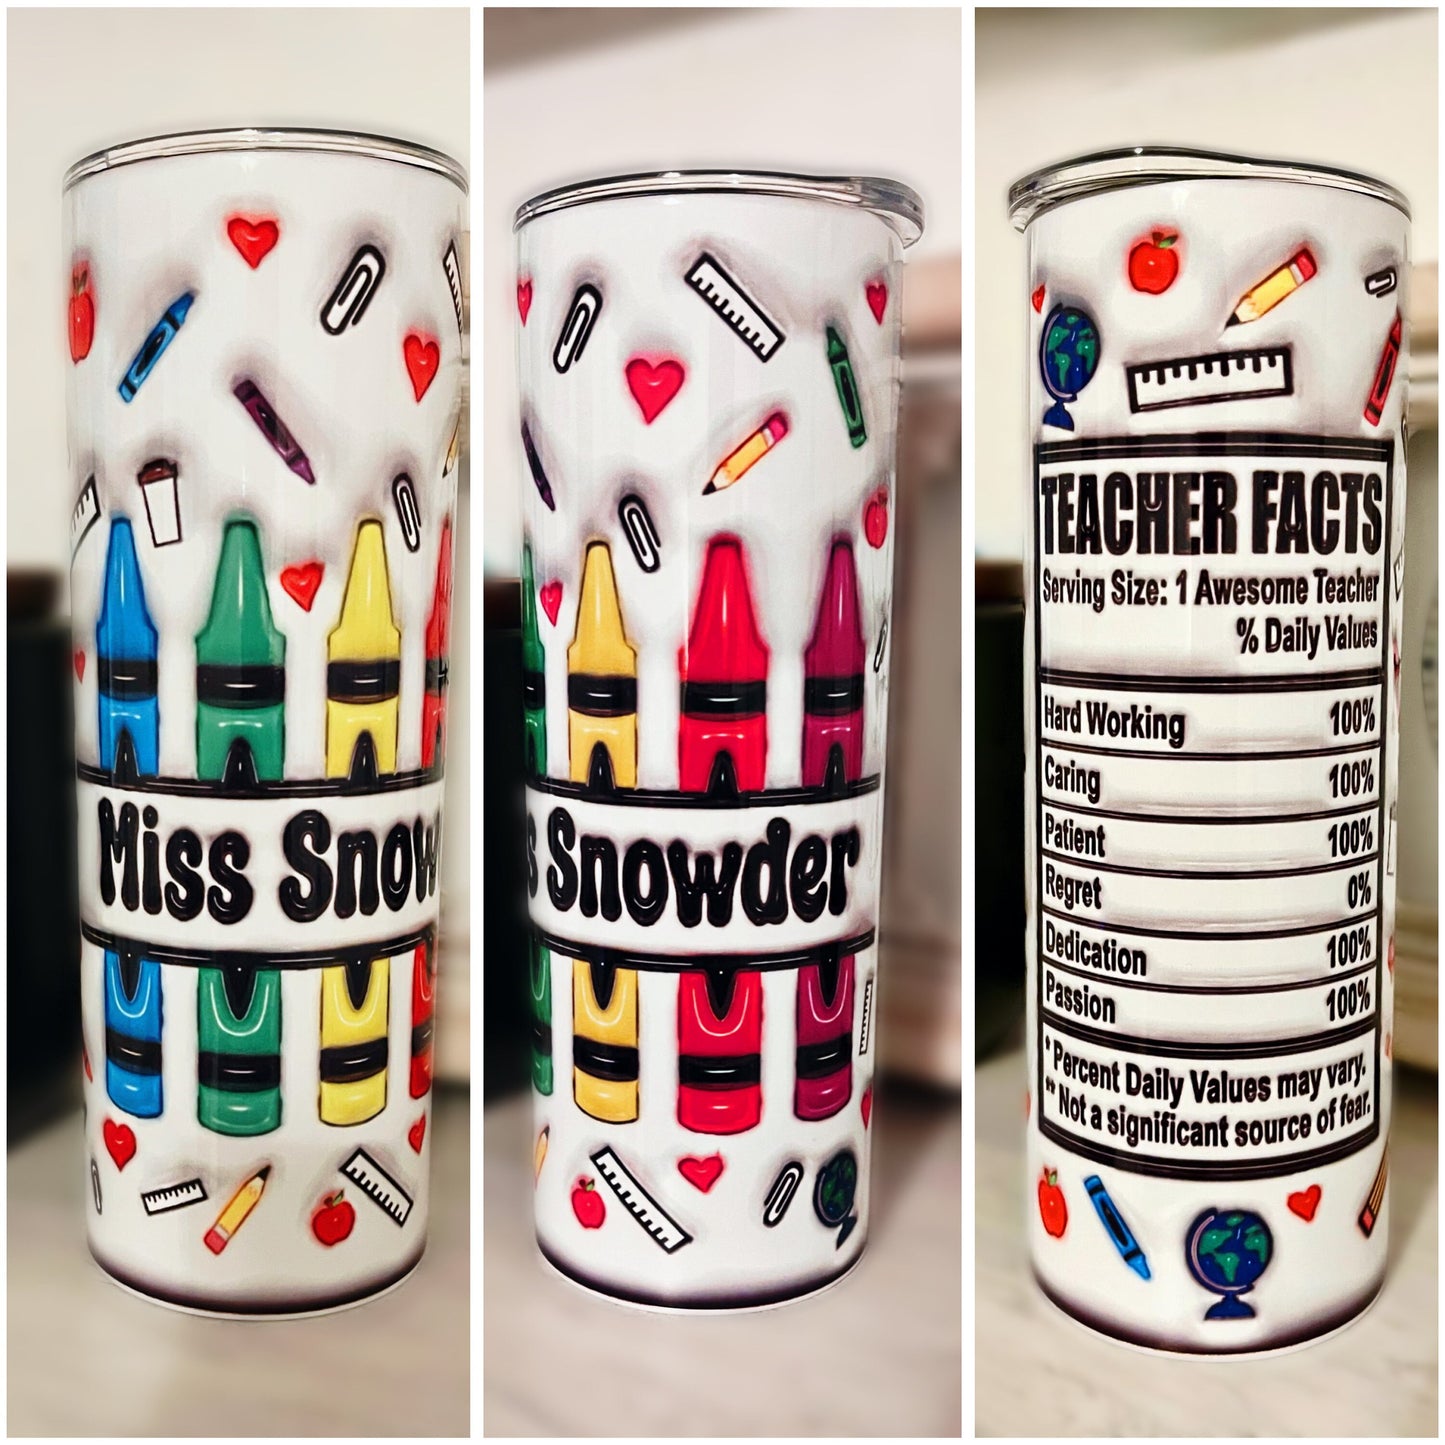 Miss Snow
s Snowder
TEACHER FACTS
Serving Size: 1 Awesome Teacher
% Daily Values
Hard Working 100%
Caring 100%
Patient 100%
Regret 0%
Dedication 100%
Passion 100%
* Percent Daily Values may vary.
** Not a significant source of fear.